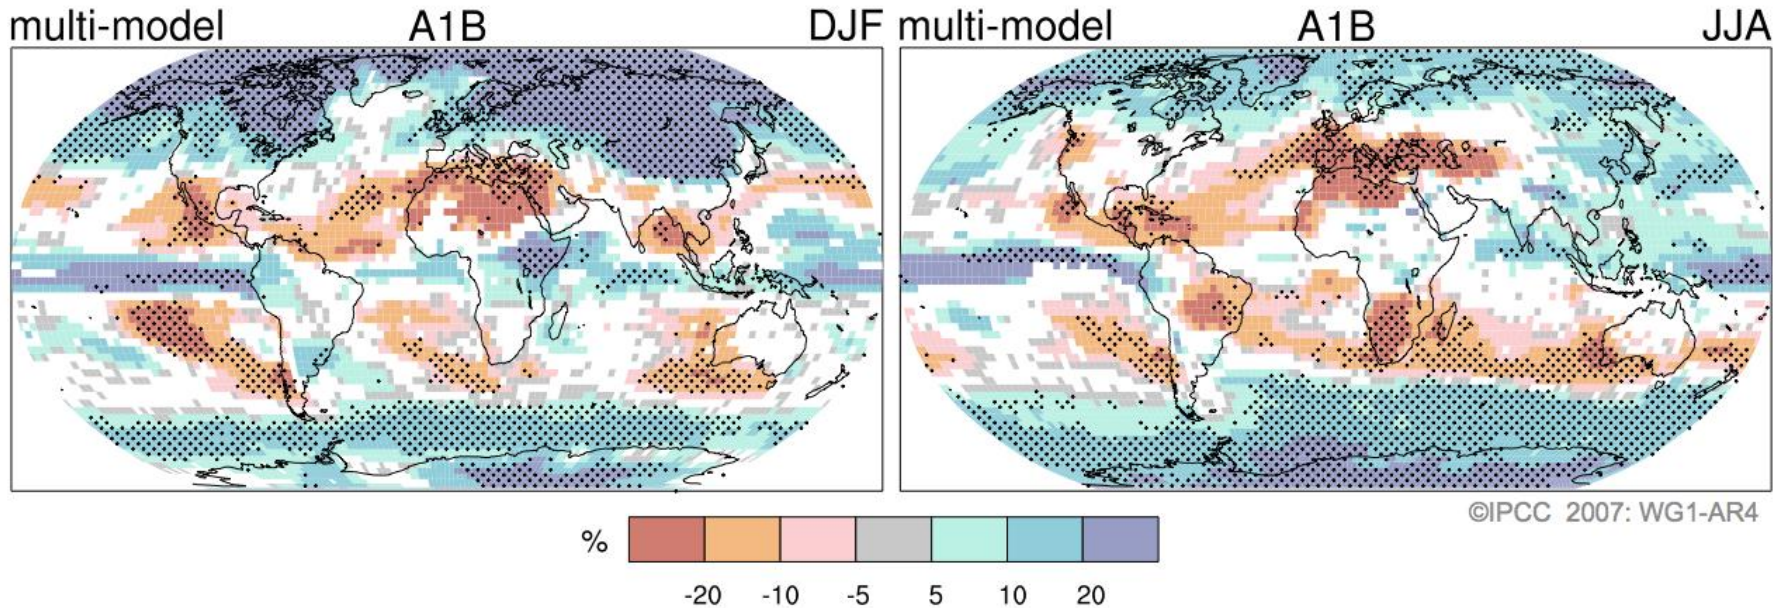 multi-model A1B DJF
multi-model A1B JJA
©IPCC 2007: WG1-AR4
%
-20 -10 -5 5 10 20